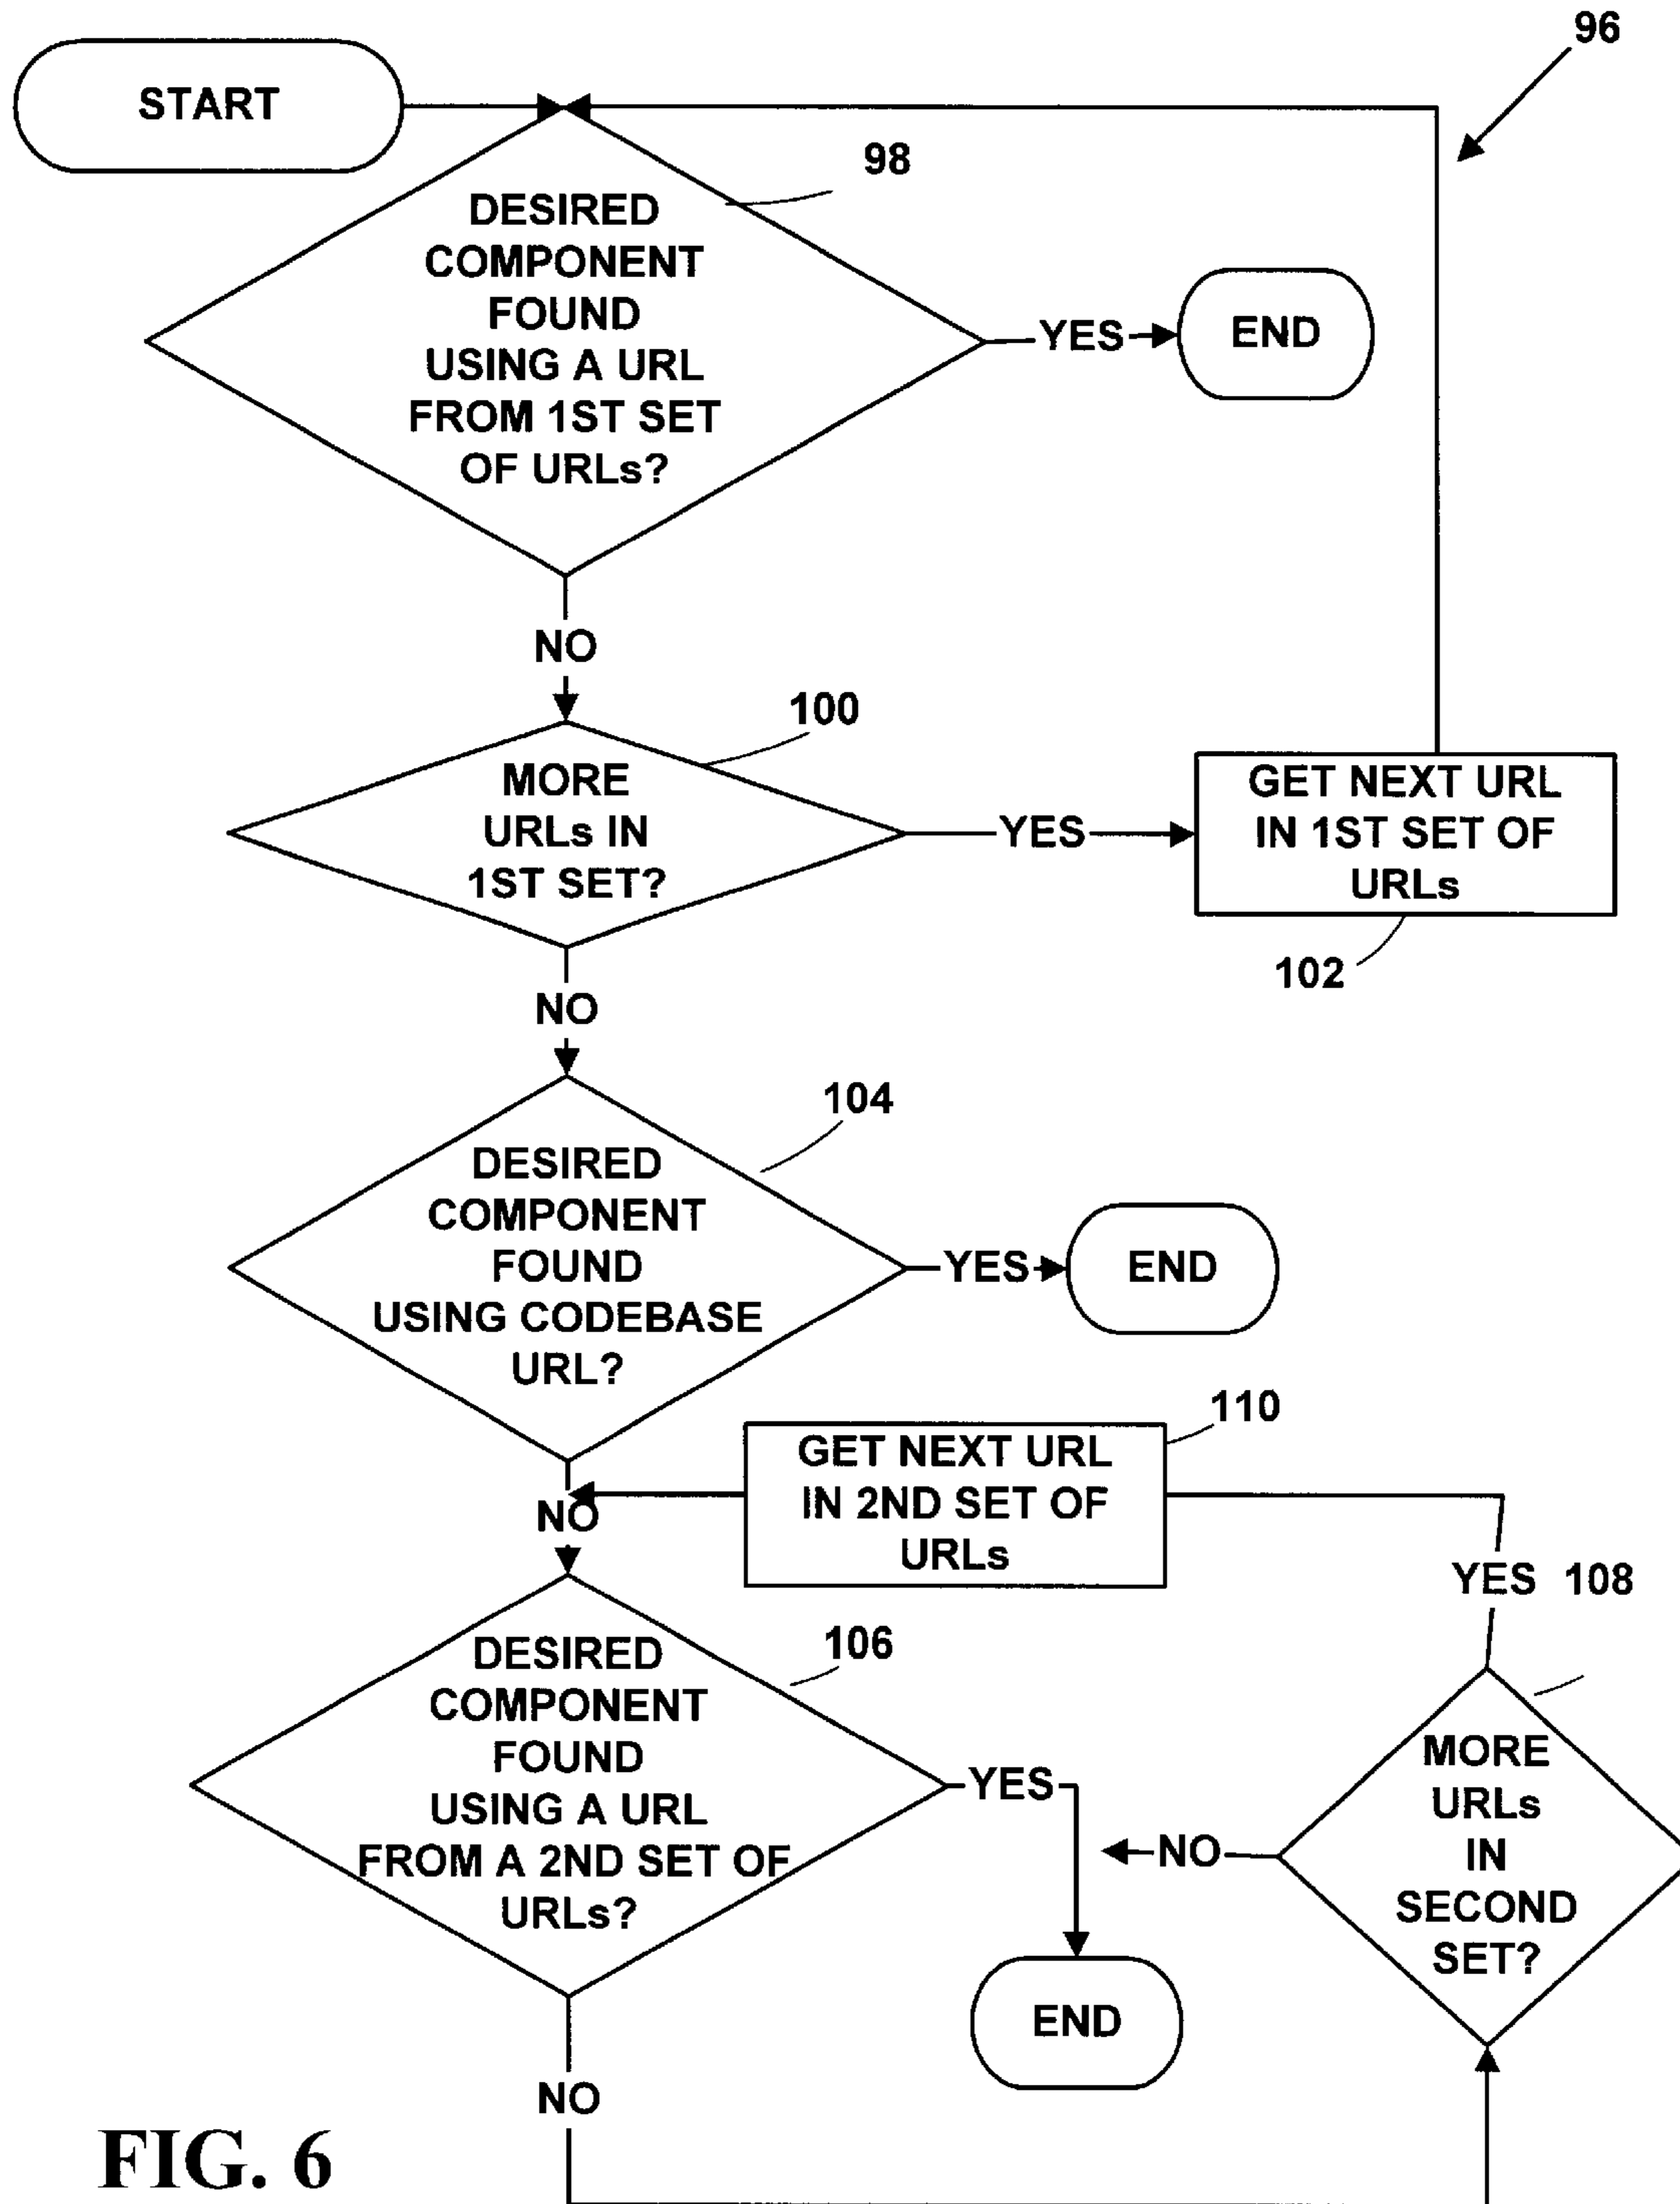 96
START
98
DESIRED
COMPONENT
FOUND
USING A URL
FROM 1ST SET
OF URLs?
YES
END
NO
100
MORE
URLs IN
1ST SET?
YES
GET NEXT URL
IN 1ST SET OF
URLs
102
NO
104
DESIRED
COMPONENT
FOUND
USING CODEBASE
URL?
YES
END
110
GET NEXT URL
IN 2ND SET OF
URLs
NO
YES 108
106
DESIRED
COMPONENT
FOUND
USING A URL
FROM A 2ND SET OF
URLs?
YES
NO
MORE
URLs
IN
SECOND
SET?
END
NO
FIG. 6